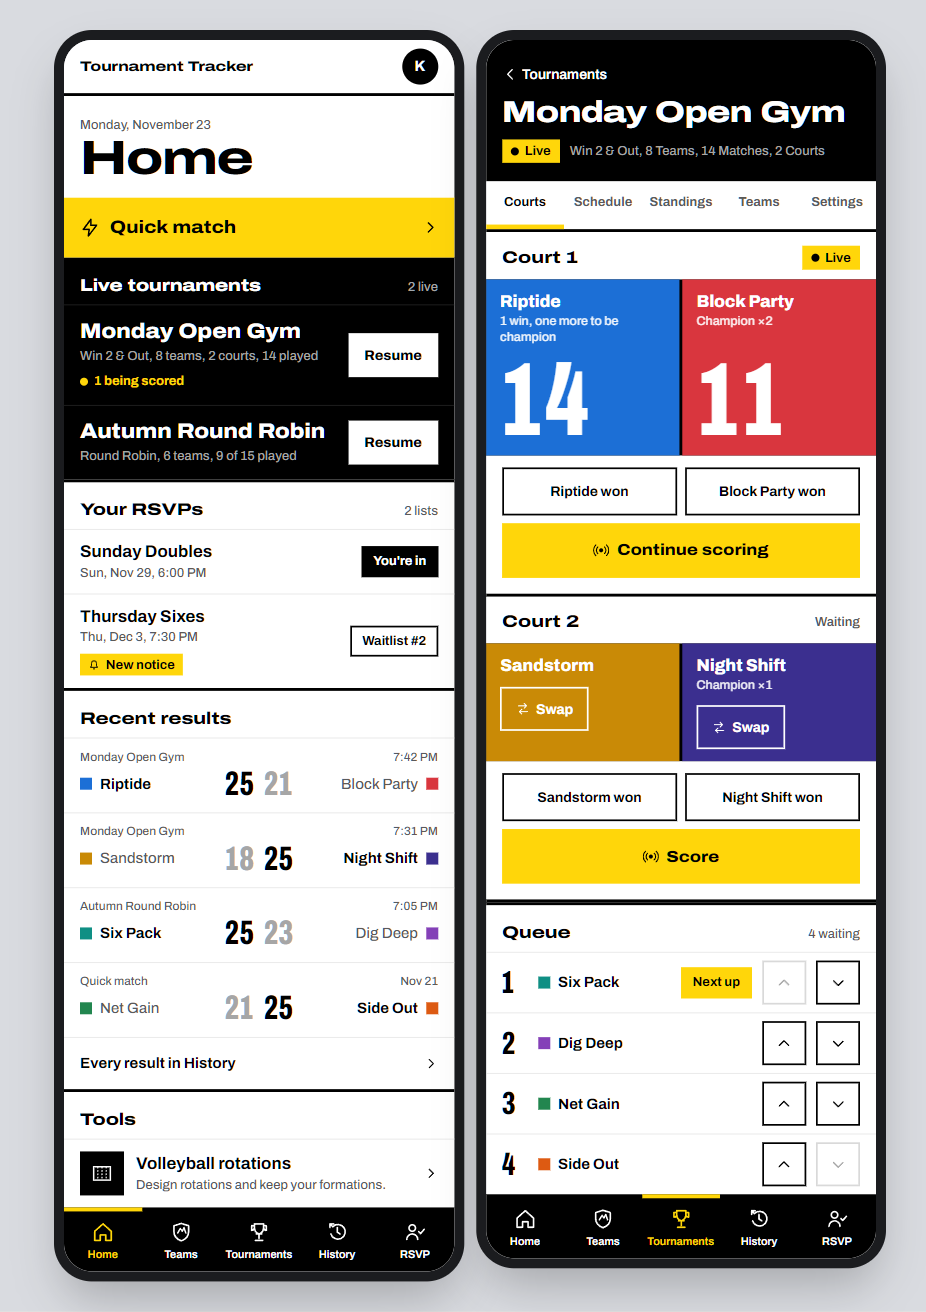 Tournament Tracker
K
Monday, November 23
Home
Quick match
Live tournaments
2 live
Monday Open Gym
Win 2 & Out, 8 teams, 2 courts, 14 played
1 being scored
Resume
Autumn Round Robin
Round Robin, 6 teams, 9 of 15 played
Resume
Your RSVPs
2 lists
Sunday Doubles
Sun, Nov 29, 6:00 PM
You're in
Thursday Sixes
Thu, Dec 3, 7:30 PM
New notice
Waitlist #2
Recent results
Monday Open Gym
7:42 PM
Riptide
25 21
Block Party
Monday Open Gym
7:31 PM
Sandstorm
18 25
Night Shift
Autumn Round Robin
7:05 PM
Six Pack
25 23
Dig Deep
Quick match
Nov 21
Net Gain
21 25
Side Out
Every result in History
Tools
Volleyball rotations
Design rotations and keep your formations.
Home
Teams
Tournaments
History
RSVP
Tournaments
Monday Open Gym
Live
Win 2 & Out, 8 Teams, 14 Matches, 2 Courts
Courts
Schedule
Standings
Teams
Settings
Court 1
Live
Riptide
1 win, one more to be
champion
14
Block Party
Champion ×2
11
Riptide won
Block Party won
Continue scoring
Court 2
Waiting
Sandstorm
Swap
Night Shift
Champion ×1
Swap
Sandstorm won
Night Shift won
Score
Queue
4 waiting
1
Six Pack
Next up
2
Dig Deep
3
Net Gain
4
Side Out
Home
Teams
Tournaments
History
RSVP